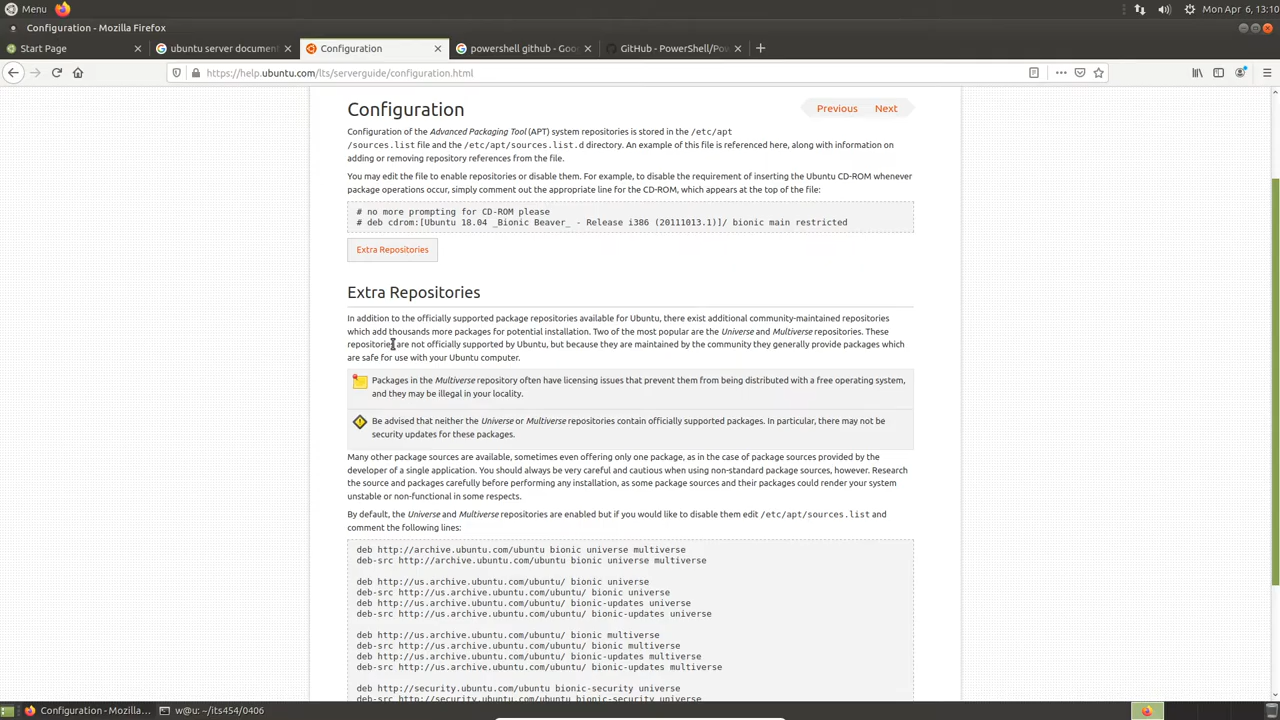 Menu
Mon Apr 6, 13:10
Configuration - Mozilla Firefox
Start Page
ubuntu server document
Configuration
powershell github - Goo
GitHub - PowerShell/Pow
https://help.ubuntu.com/lts/serverguide/configuration.html
Configuration
Previous
Next
Configuration of the Advanced Packaging Tool (APT) system repositories is stored in the /etc/apt
/sources.list file and the /etc/apt/sources.list.d directory. An example of this file is referenced here, along with information on
adding or removing repository references from the file.
You may edit the file to enable repositories or disable them. For example, to disable the requirement of inserting the Ubuntu CD-ROM whenever
package operations occur, simply comment out the appropriate line for the CD-ROM, which appears at the top of the file:
# no more prompting for CD-ROM please
# deb cdrom:[Ubuntu 18.04 _Bionic Beaver_ - Release i386 (20111013.1)]/ bionic main restricted
Extra Repositories
Extra Repositories
In addition to the officially supported package repositories available for Ubuntu, there exist additional community-maintained repositories
which add thousands more packages for potential installation. Two of the most popular are the Universe and Multiverse repositories. These
repositories are not officially supported by Ubuntu, but because they are maintained by the community they generally provide packages which
are safe for use with your Ubuntu computer.
Packages in the Multiverse repository often have licensing issues that prevent them from being distributed with a free operating system,
and they may be illegal in your locality.
Be advised that neither the Universe or Multiverse repositories contain officially supported packages. In particular, there may not be
security updates for these packages.
Many other package sources are available, sometimes even offering only one package, as in the case of package sources provided by the
developer of a single application. You should always be very careful and cautious when using non-standard package sources, however. Research
the source and packages carefully before performing any installation, as some package sources and their packages could render your system
unstable or non-functional in some respects.
By default, the Universe and Multiverse repositories are enabled but if you would like to disable them edit /etc/apt/sources.list and
comment the following lines:
deb http://archive.ubuntu.com/ubuntu bionic universe multiverse
deb-src http://archive.ubuntu.com/ubuntu bionic universe multiverse
deb http://us.archive.ubuntu.com/ubuntu/ bionic universe
deb-src http://us.archive.ubuntu.com/ubuntu/ bionic universe
deb http://us.archive.ubuntu.com/ubuntu/ bionic-updates universe
deb-src http://us.archive.ubuntu.com/ubuntu/ bionic-updates universe
deb http://us.archive.ubuntu.com/ubuntu/ bionic multiverse
deb-src http://us.archive.ubuntu.com/ubuntu/ bionic multiverse
deb http://us.archive.ubuntu.com/ubuntu/ bionic-updates multiverse
deb-src http://us.archive.ubuntu.com/ubuntu/ bionic-updates multiverse
deb http://security.ubuntu.com/ubuntu bionic-security universe
deb-src http://security.ubuntu.com/ubuntu bionic-security universe
Configuration - Mozilla...
w@u: ~/its454/0406